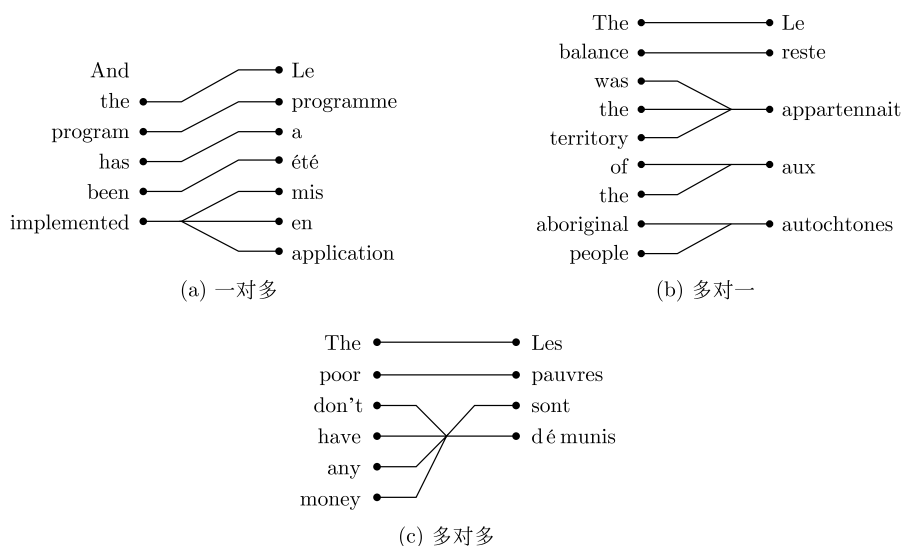 And Le
the programme
program a
has été
been mis
implemented en
application
(a) 一对多
The Le
balance reste
was
the appartennait
territory
of aux
the
aboriginal autochtones
people
(b) 多对一
The Les
poor pauvres
don't sont
have démunis
any
money
(c) 多对多